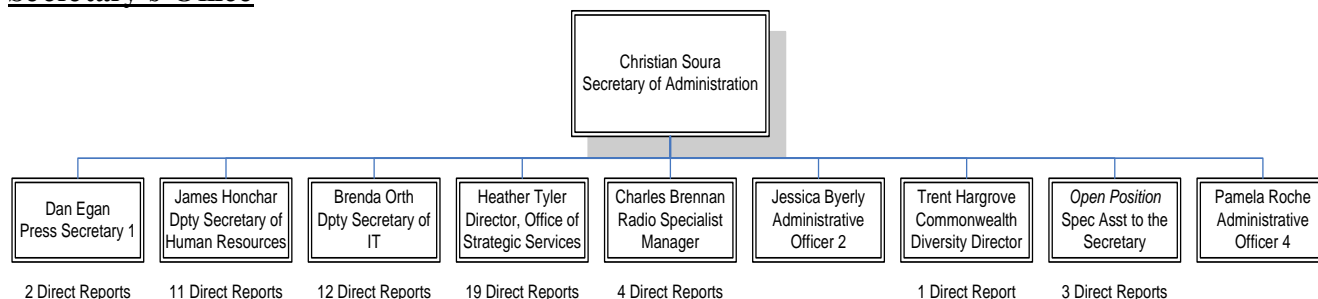 Secretary's Office
Christian Soura
Secretary of Administration
Dan Egan
Press Secretary 1
James Honchar
Dpty Secretary of
Human Resources
Brenda Orth
Dpty Secretary of
IT
Heather Tyler
Director, Office of
Strategic Services
Charles Brennan
Radio Specialist
Manager
Jessica Byerly
Administrative
Officer 2
Trent Hargrove
Commonwealth
Diversity Director
Open Position
Spec Asst to the
Secretary
Pamela Roche
Administrative
Officer 4
2 Direct Reports
11 Direct Reports
12 Direct Reports
19 Direct Reports
4 Direct Reports
1 Direct Report
3 Direct Reports